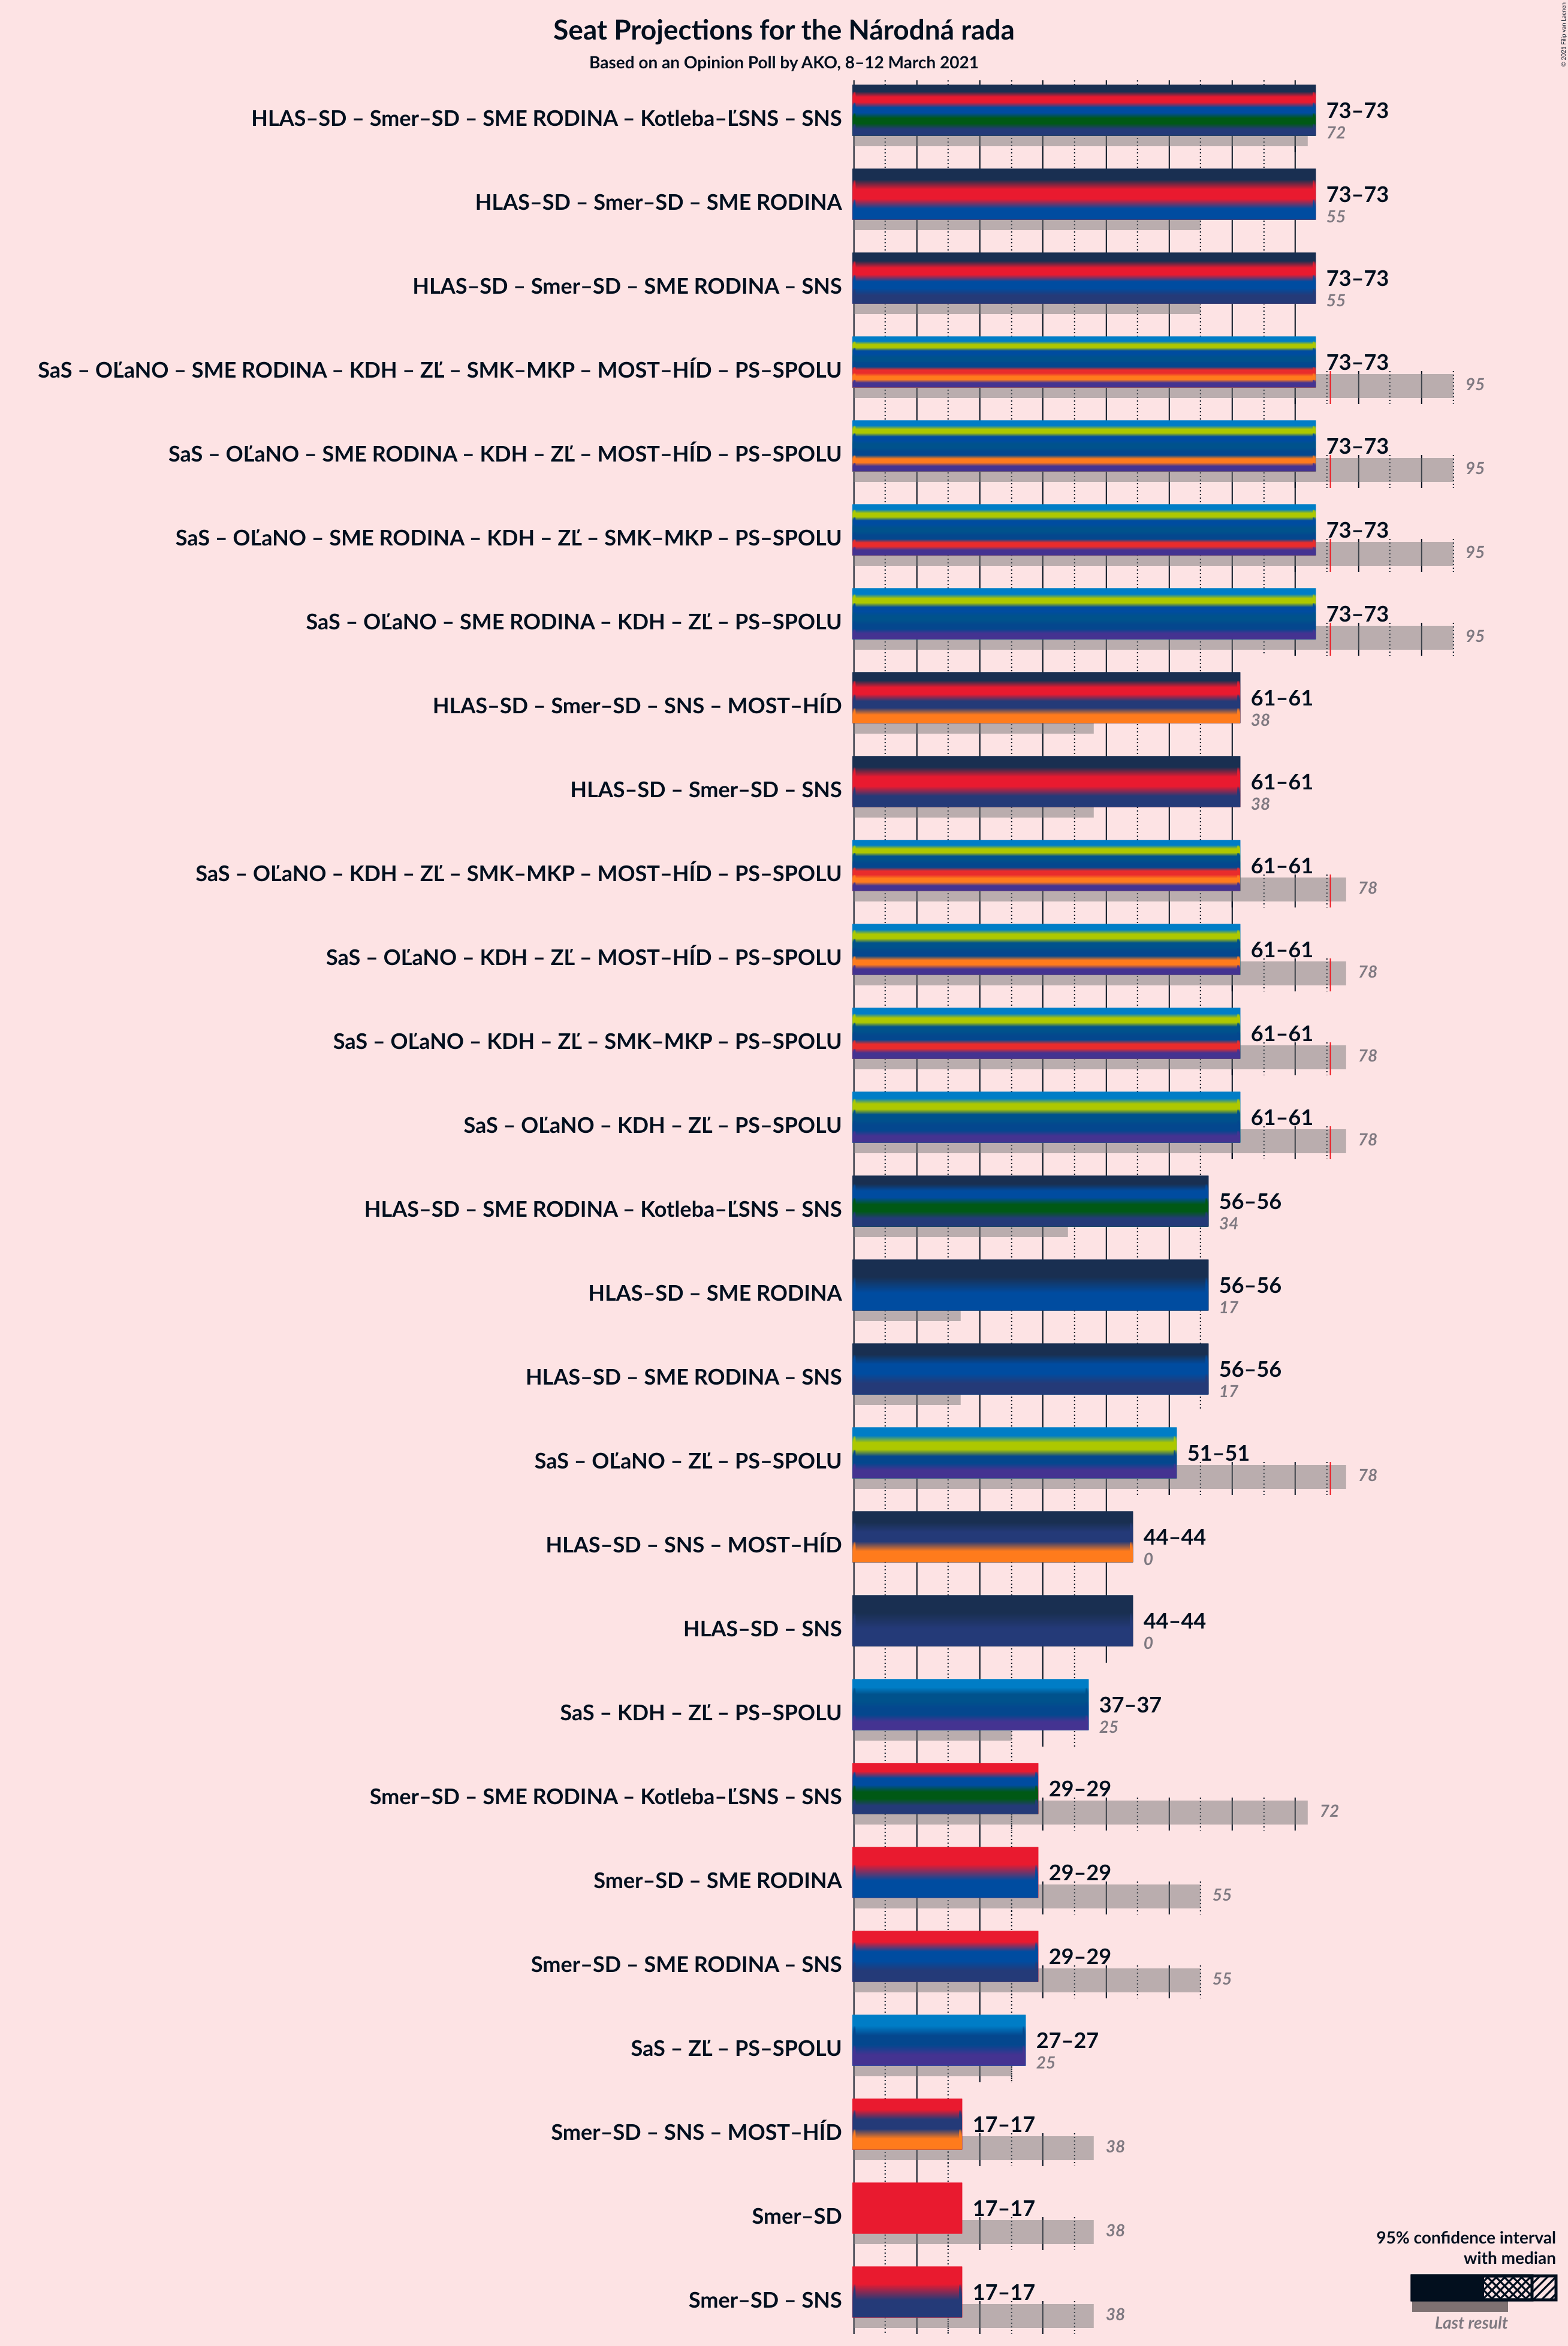 Seat Projections for the Národná rada
Based on an Opinion Poll by AKO, 8–12 March 2021
© 2021 Filip van Laenen
HLAS–SD – Smer–SD – SME RODINA – Kotleba–ĽSNS – SNS
73–73
72
HLAS–SD – Smer–SD – SME RODINA
73–73
55
HLAS–SD – Smer–SD – SME RODINA – SNS
73–73
55
SaS – OĽaNO – SME RODINA – KDH – ZĽ – SMK–MKP – MOST–HÍD – PS–SPOLU
73–73
95
SaS – OĽaNO – SME RODINA – KDH – ZĽ – MOST–HÍD – PS–SPOLU
73–73
95
SaS – OĽaNO – SME RODINA – KDH – ZĽ – SMK–MKP – PS–SPOLU
73–73
95
SaS – OĽaNO – SME RODINA – KDH – ZĽ – PS–SPOLU
73–73
95
HLAS–SD – Smer–SD – SNS – MOST–HÍD
61–61
38
HLAS–SD – Smer–SD – SNS
61–61
38
SaS – OĽaNO – KDH – ZĽ – SMK–MKP – MOST–HÍD – PS–SPOLU
61–61
78
SaS – OĽaNO – KDH – ZĽ – MOST–HÍD – PS–SPOLU
61–61
78
SaS – OĽaNO – KDH – ZĽ – SMK–MKP – PS–SPOLU
61–61
78
SaS – OĽaNO – KDH – ZĽ – PS–SPOLU
61–61
78
HLAS–SD – SME RODINA – Kotleba–ĽSNS – SNS
56–56
34
HLAS–SD – SME RODINA
56–56
17
HLAS–SD – SME RODINA – SNS
56–56
17
SaS – OĽaNO – ZĽ – PS–SPOLU
51–51
78
HLAS–SD – SNS – MOST–HÍD
44–44
0
HLAS–SD – SNS
44–44
0
SaS – KDH – ZĽ – PS–SPOLU
37–37
25
Smer–SD – SME RODINA – Kotleba–ĽSNS – SNS
29–29
72
Smer–SD – SME RODINA
29–29
55
Smer–SD – SME RODINA – SNS
29–29
55
SaS – ZĽ – PS–SPOLU
27–27
25
Smer–SD – SNS – MOST–HÍD
17–17
38
Smer–SD
17–17
38
Smer–SD – SNS
17–17
38
95% confidence interval
with median
Last result